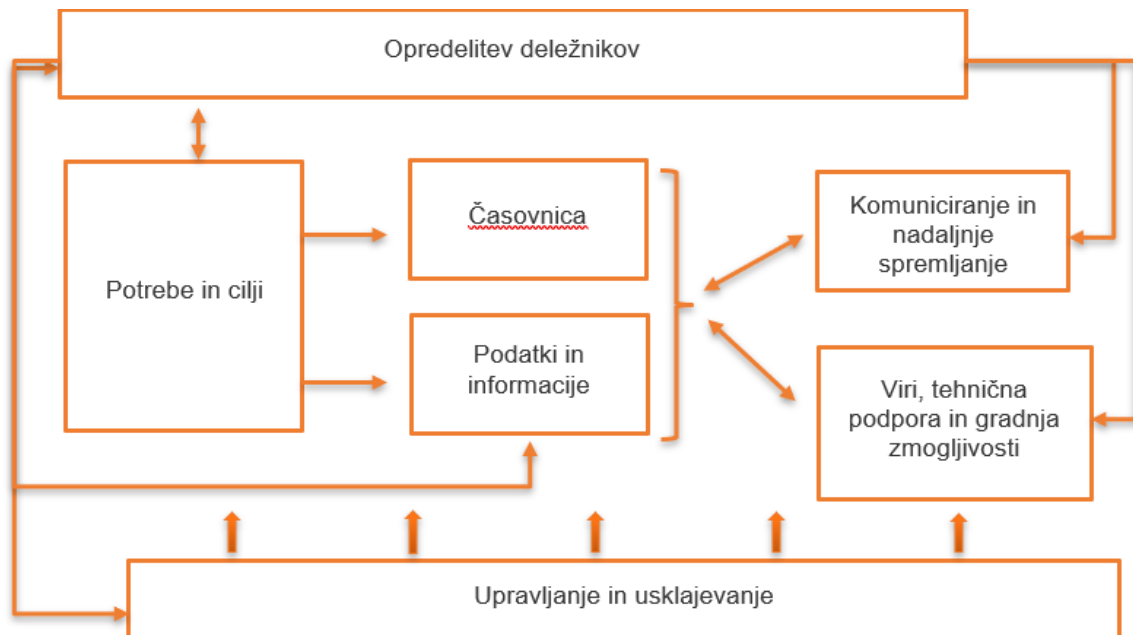 Opredelitev deležnikov
Potrebe in cilji
Časovnica
Podatki in
informacije
Komuniciranje in
nadaljnje
spremljanje
Viri, tehnična
podpora in gradnja
zmogljivosti
Upravljanje in usklajevanje